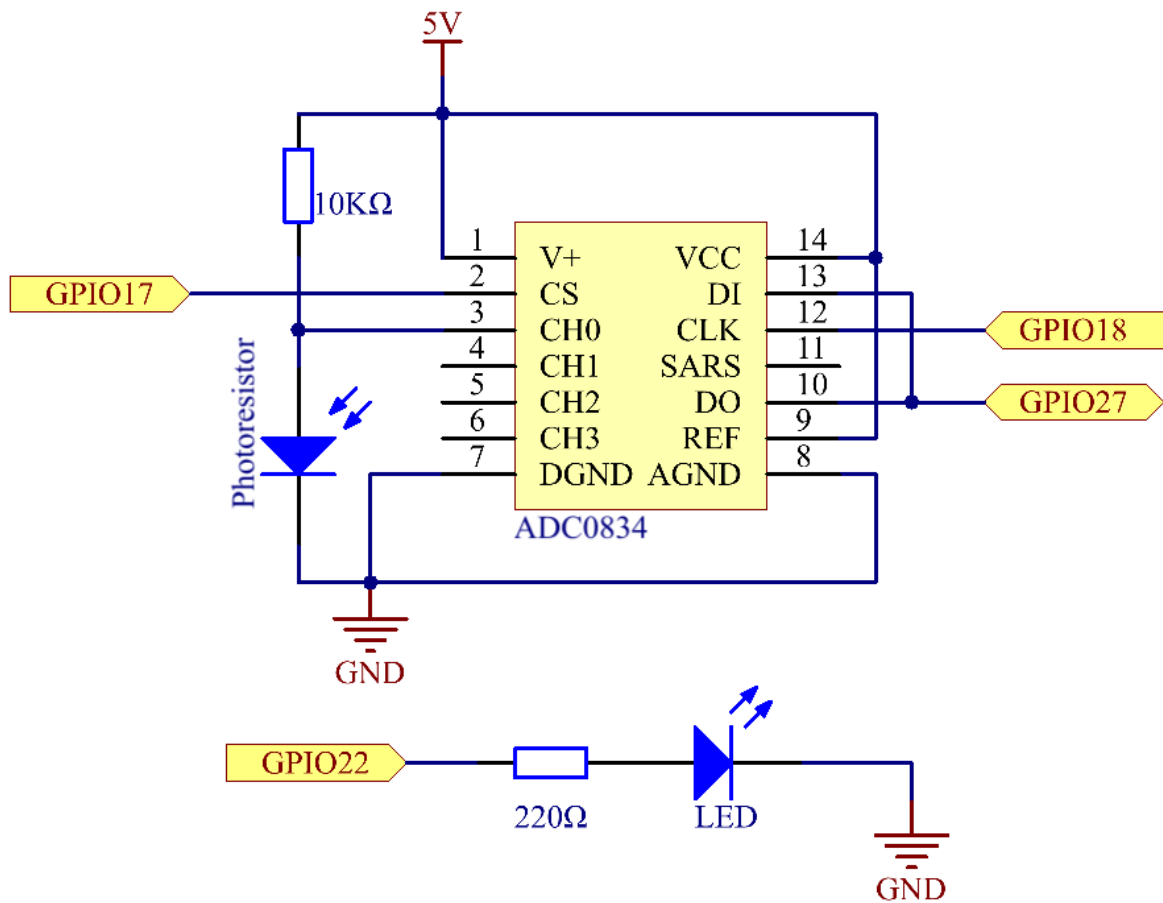 5V
10KΩ
1 V+ VCC 14
GPIO17 2 CS DI 13
3 CH0 CLK 12 GPIO18
4 CH1 SARS 11
5 CH2 DO 10 GPIO27
6 CH3 REF 9
7 DGND AGND 8
Photoresistor
ADC0834
GND
GPIO22
220Ω
LED
GND